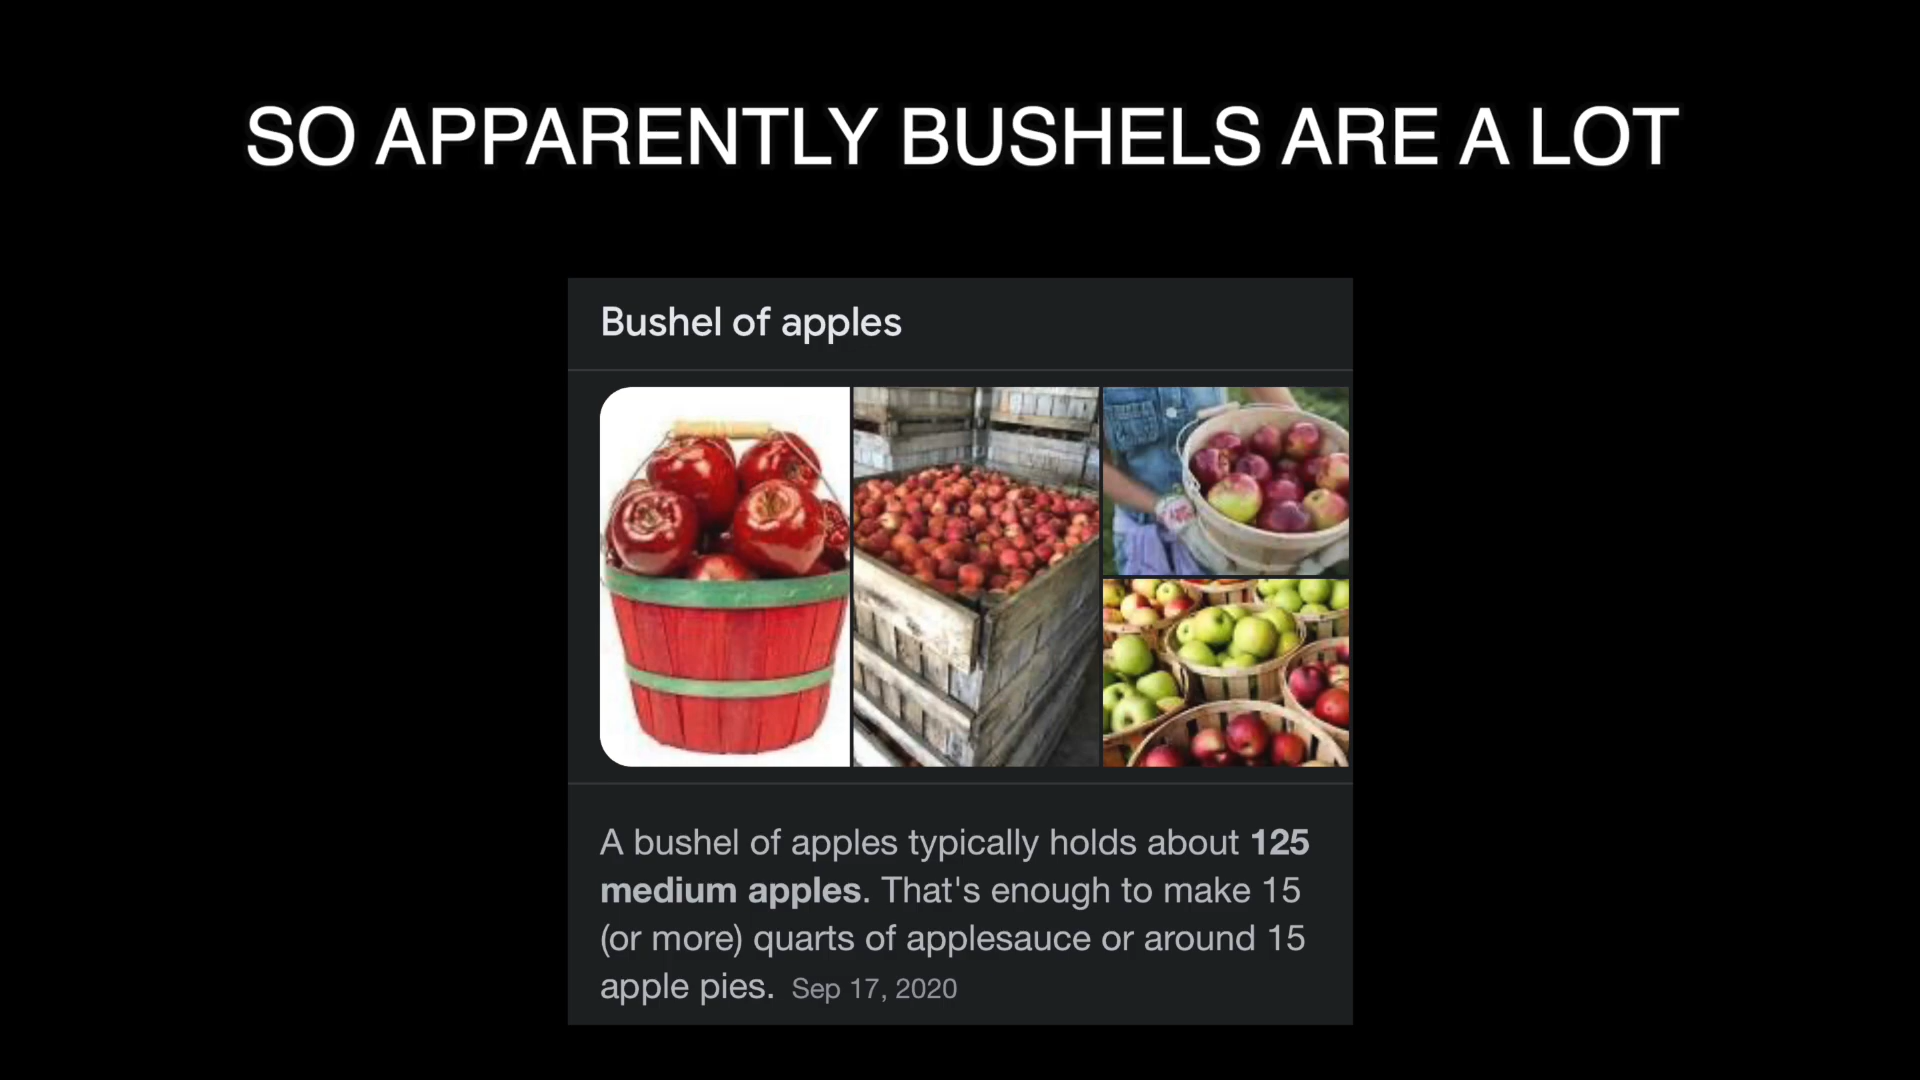 SO APPARENTLY BUSHELS ARE A LOT
Bushel of apples
A bushel of apples typically holds about 125
medium apples. That's enough to make 15
(or more) quarts of applesauce or around 15
apple pies. Sep 17, 2020